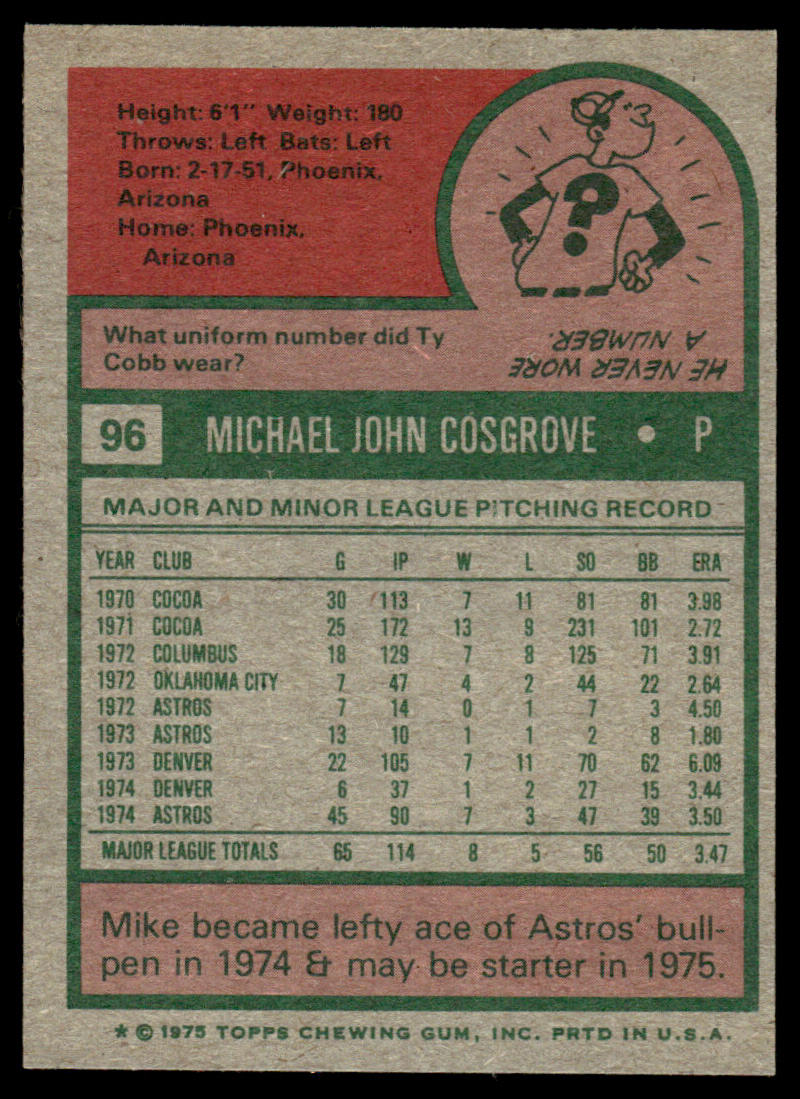 Height: 6'1" Weight: 180
Throws: Left Bats: Left
Born: 2-17-51, Phoenix,
Arizona
Home: Phoenix,
Arizona
?
What uniform number did Ty
Cobb wear?
HE NEVER WORE
A NUMBER.
96 MICHAEL JOHN COSGROVE • P
MAJOR AND MINOR LEAGUE PITCHING RECORD
YEAR CLUB G IP W L SO BB ERA
1970 COCOA 30 113 7 11 81 81 3.98
1971 COCOA 25 172 13 9 231 101 2.72
1972 COLUMBUS 18 129 7 8 125 71 3.91
1972 OKLAHOMA CITY 7 47 4 2 44 22 2.64
1972 ASTROS 7 14 0 1 7 3 4.50
1973 ASTROS 13 10 1 1 2 8 1.80
1973 DENVER 22 105 7 11 70 62 6.09
1974 DENVER 6 37 1 2 27 15 3.44
1974 ASTROS 45 90 7 3 47 39 3.50
MAJOR LEAGUE TOTALS 65 114 8 5 56 50 3.47
Mike became lefty ace of Astros' bull-
pen in 1974 & may be starter in 1975.
* © 1975 TOPPS CHEWING GUM, INC. PRTD IN U.S.A.